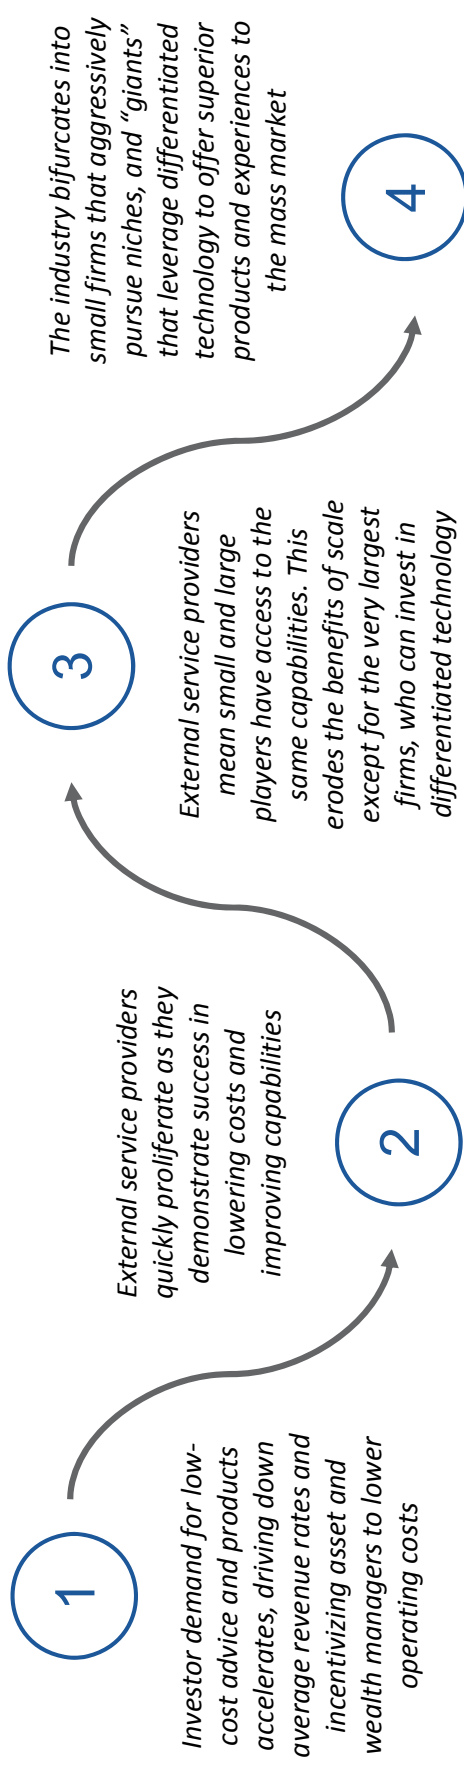 1
Investor demand for low-
cost advice and products
accelerates, driving down
average revenue rates and
incentivizing asset and
wealth managers to lower
operating costs
2
External service providers
quickly proliferate as they
demonstrate success in
lowering costs and
improving capabilities
3
External service providers
mean small and large
players have access to the
same capabilities. This
erodes the benefits of scale
except for the very largest
firms, who can invest in
differentiated technology
4
The industry bifurcates into
small firms that aggressively
pursue niches, and “giants”
that leverage differentiated
technology to offer superior
products and experiences to
the mass market